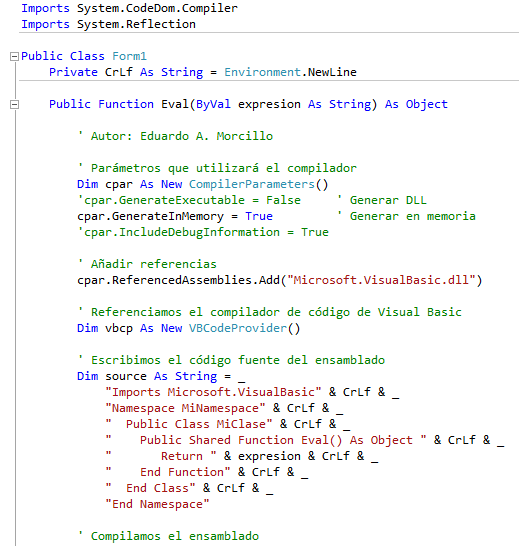 Imports System.CodeDom.Compiler
Imports System.Reflection
Public Class Form1
Private CrLf As String = Environment.NewLine
Public Function Eval(ByVal expresion As String) As Object
' Autor: Eduardo A. Morcillo
' Parámetros que utilizará el compilador
Dim cpar As New CompilerParameters()
'cpar.GenerateExecutable = False ' Generar DLL
cpar.GenerateInMemory = True ' Generar en memoria
'cpar.IncludeDebugInformation = True
' Añadir referencias
cpar.ReferencedAssemblies.Add("Microsoft.VisualBasic.dll")
' Referenciamos el compilador de código de Visual Basic
Dim vbcp As New VBCodeProvider()
' Escribimos el código fuente del ensamblado
Dim source As String = _
"Imports Microsoft.VisualBasic" & CrLf & _
"Namespace MiNamespace" & CrLf & _
"  Public Class MiClase" & CrLf & _
"    Public Shared Function Eval() As Object " & CrLf & _
"       Return " & expresion & CrLf & _
"    End Function" & CrLf & _
"  End Class" & CrLf & _
"End Namespace"
' Compilamos el ensamblado